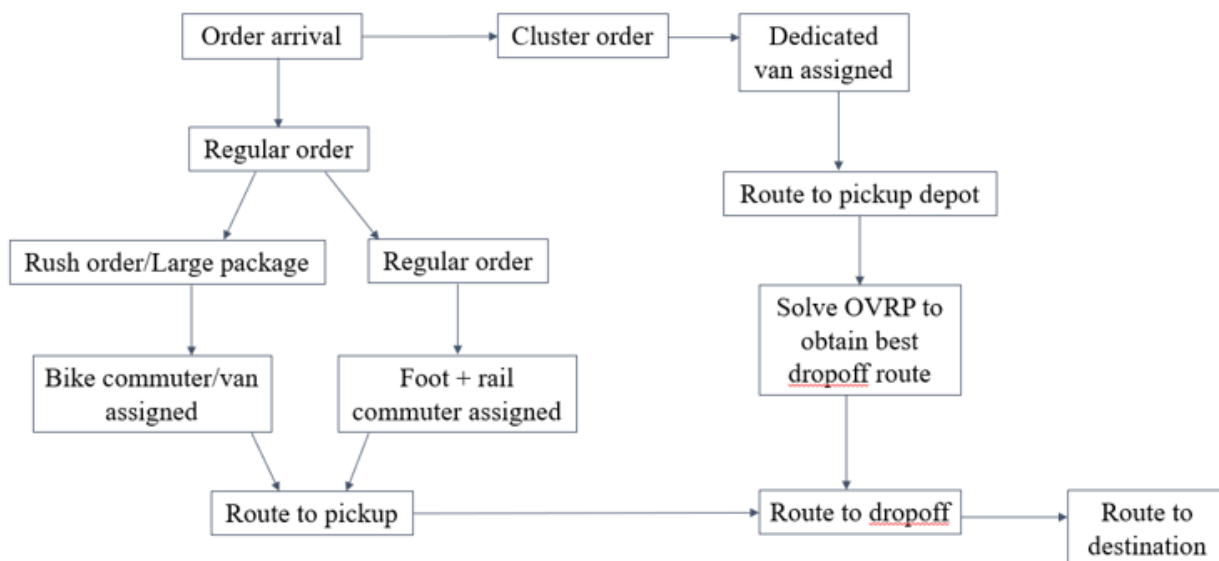 Order arrival
Cluster order
Dedicated
van assigned
Regular order
Route to pickup depot
Rush order/Large package
Regular order
Solve OVRP to
obtain best
dropoff route
Bike commuter/van
assigned
Foot + rail
commuter assigned
Route to pickup
Route to dropoff
Route to
destination